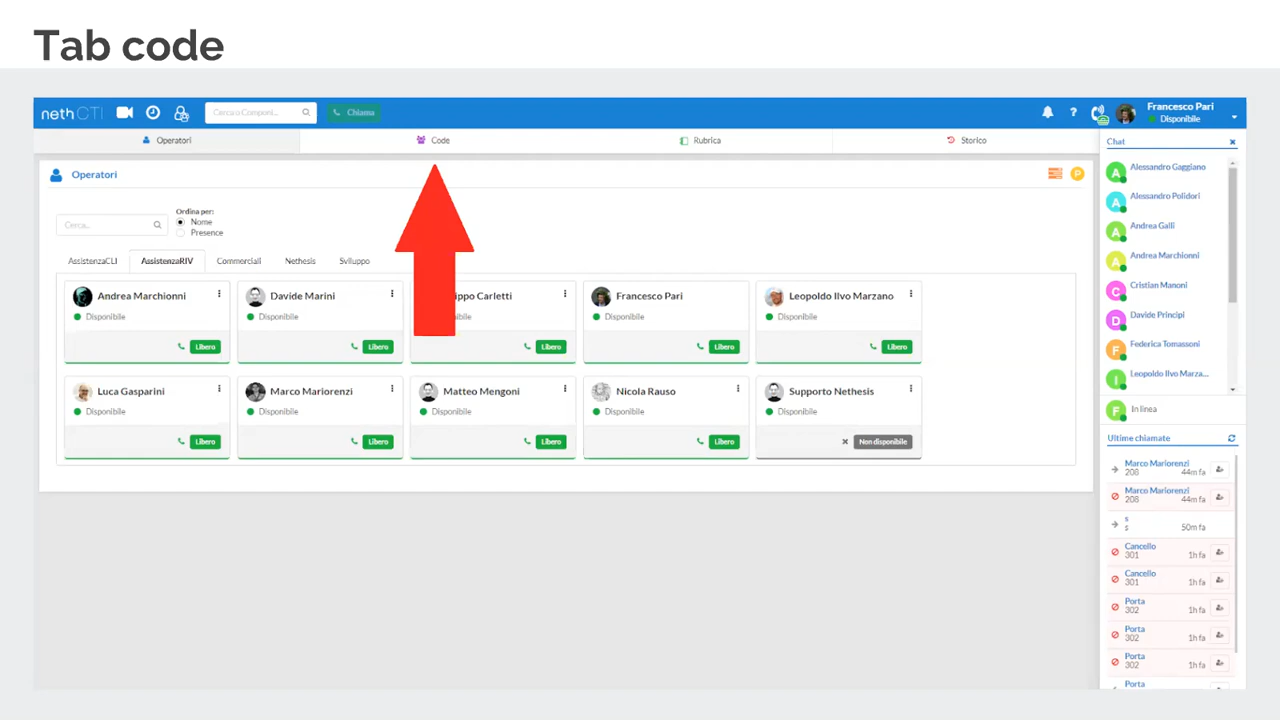 Tab code
nethCTI
Cerca o Componi...
Chiama
?
Francesco Pari
Disponibile
Operatori
Code
Rubrica
Storico
Operatori
P
Cerca...
Ordina per:
Nome
Presence
AssistenzaCLI
AssistenzaRIV
Commerciali
Nethesis
Sviluppo
Andrea Marchionni
Disponibile
Libero
Davide Marini
Disponibile
Libero
ippo Carletti
Disponibile
Libero
Francesco Pari
Disponibile
Libero
Leopoldo Ilvo Marzano
Disponibile
Libero
Luca Gasparini
Disponibile
Libero
Marco Mariorenzi
Disponibile
Libero
Matteo Mengoni
Disponibile
Libero
Nicola Rauso
Disponibile
Libero
Supporto Nethesis
Disponibile
Non disponibile
Chat
A Alessandro Gaggiano
A Alessandro Polidori
A Andrea Galli
A Andrea Marchionni
C Cristian Manoni
D Davide Principi
F Federica Tomassoni
l Leopoldo Ilvo Marza...
F In linea
Ultime chiamate
Marco Mariorenzi
208 44m fa
Marco Mariorenzi
208 44m fa
s
s 50m fa
Cancello
301 1h fa
Cancello
301 1h fa
Porta
302 1h fa
Porta
302 1h fa
Porta
302 1h fa
Porta